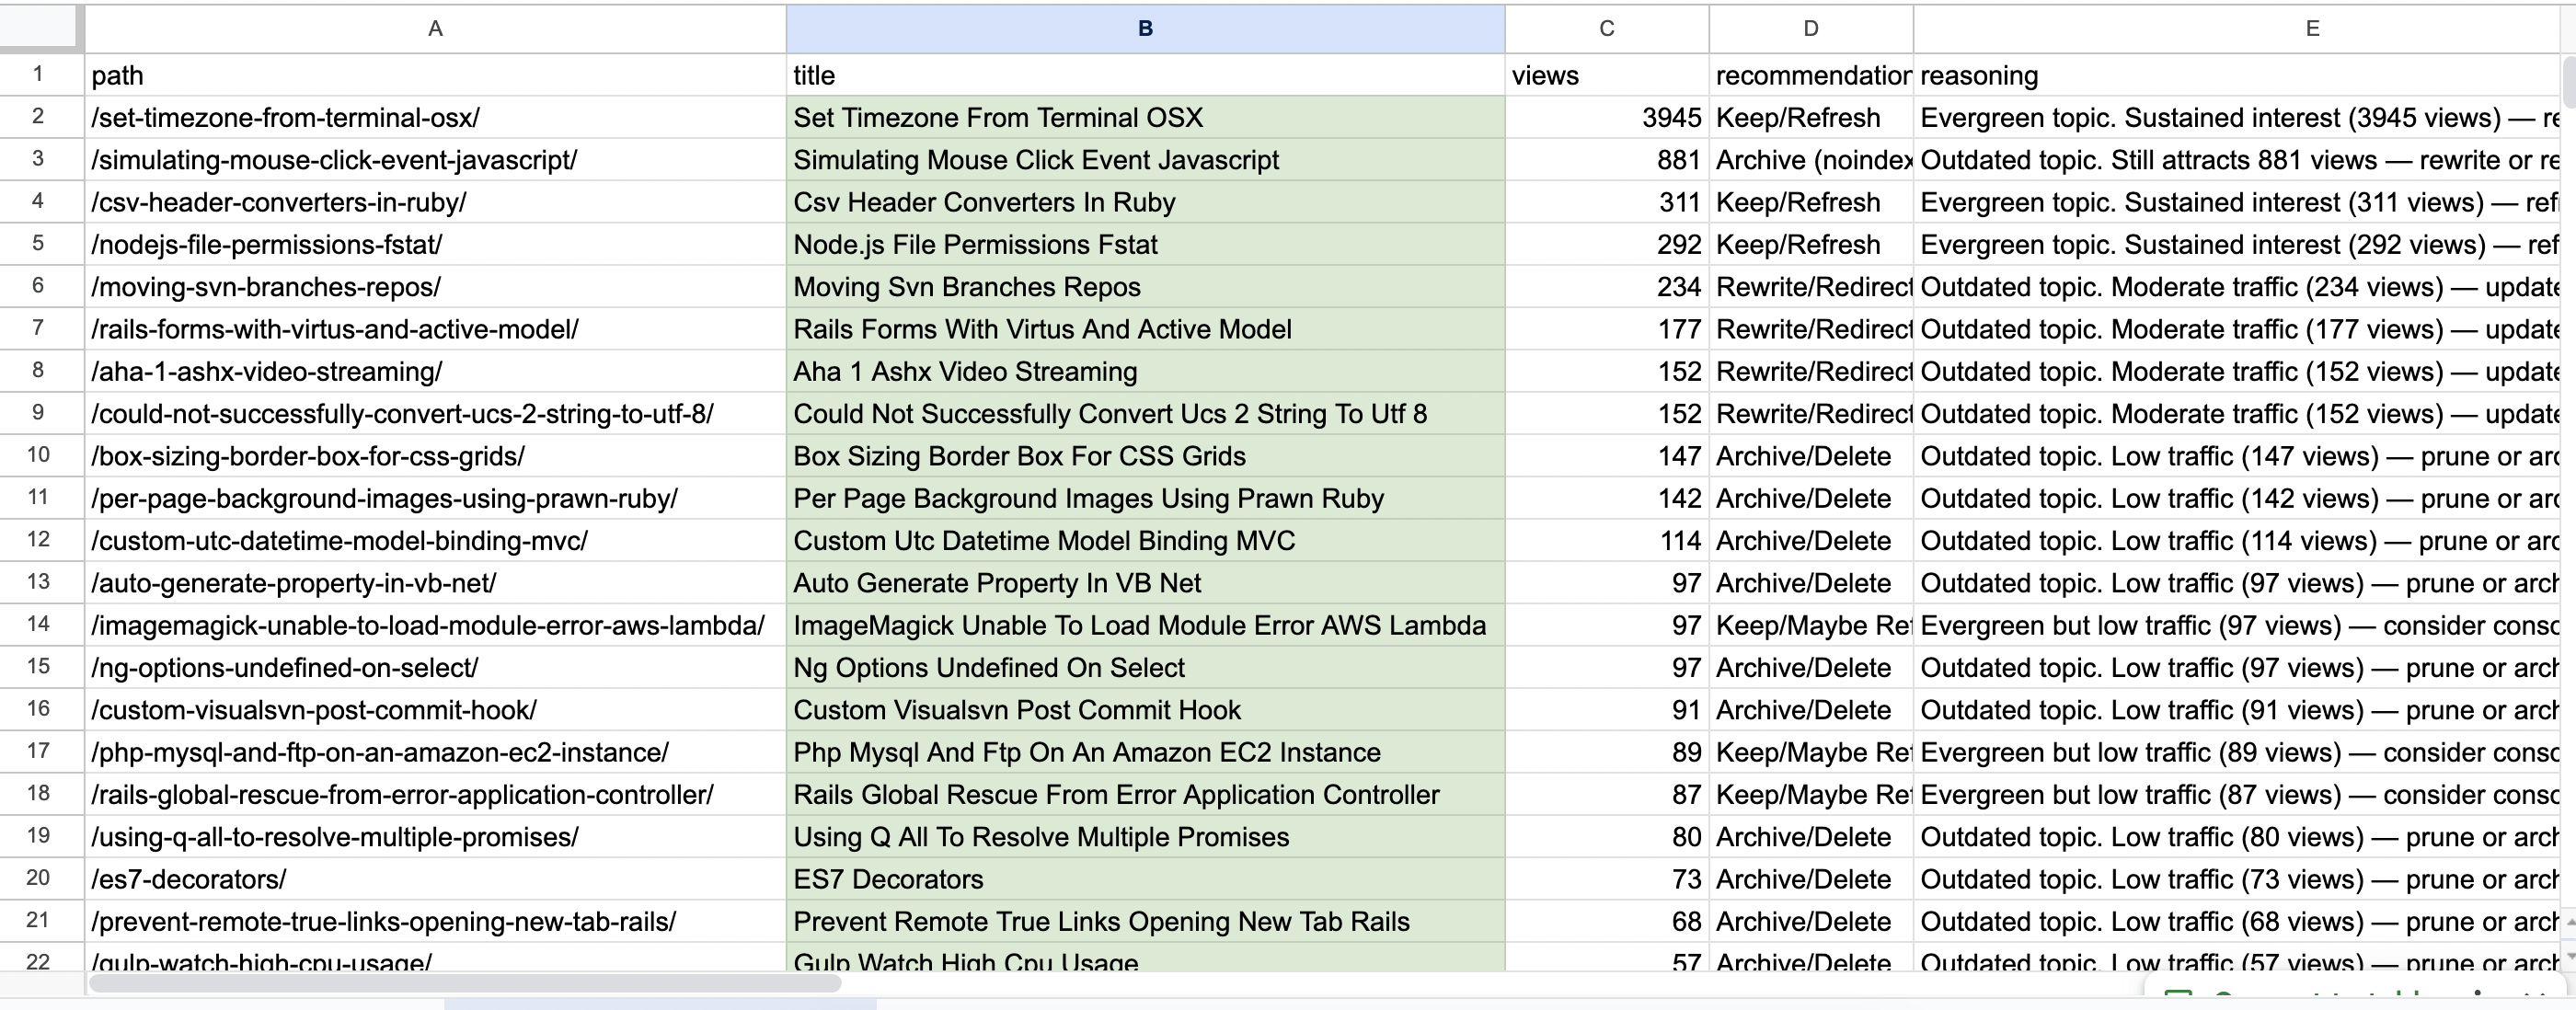 A B C D E
1 path title views recommendation reasoning
2 /set-timezone-from-terminal-osx/ Set Timezone From Terminal OSX 3945 Keep/Refresh Evergreen topic. Sustained interest (3945 views) — re
3 /simulating-mouse-click-event-javascript/ Simulating Mouse Click Event Javascript 881 Archive (noindex Outdated topic. Still attracts 881 views — rewrite or re
4 /csv-header-converters-in-ruby/ Csv Header Converters In Ruby 311 Keep/Refresh Evergreen topic. Sustained interest (311 views) — ref
5 /nodejs-file-permissions-fstat/ Node.js File Permissions Fstat 292 Keep/Refresh Evergreen topic. Sustained interest (292 views) — ref
6 /moving-svn-branches-repos/ Moving Svn Branches Repos 234 Rewrite/Redirect Outdated topic. Moderate traffic (234 views) — update
7 /rails-forms-with-virtus-and-active-model/ Rails Forms With Virtus And Active Model 177 Rewrite/Redirect Outdated topic. Moderate traffic (177 views) — update
8 /aha-1-ashx-video-streaming/ Aha 1 Ashx Video Streaming 152 Rewrite/Redirect Outdated topic. Moderate traffic (152 views) — update
9 /could-not-successfully-convert-ucs-2-string-to-utf-8/ Could Not Successfully Convert Ucs 2 String To Utf 8 152 Rewrite/Redirect Outdated topic. Moderate traffic (152 views) — update
10 /box-sizing-border-box-for-css-grids/ Box Sizing Border Box For CSS Grids 147 Archive/Delete Outdated topic. Low traffic (147 views) — prune or arc
11 /per-page-background-images-using-prawn-ruby/ Per Page Background Images Using Prawn Ruby 142 Archive/Delete Outdated topic. Low traffic (142 views) — prune or arc
12 /custom-utc-datetime-model-binding-mvc/ Custom Utc Datetime Model Binding MVC 114 Archive/Delete Outdated topic. Low traffic (114 views) — prune or arc
13 /auto-generate-property-in-vb-net/ Auto Generate Property In VB Net 97 Archive/Delete Outdated topic. Low traffic (97 views) — prune or arch
14 /imagemagick-unable-to-load-module-error-aws-lambda/ ImageMagick Unable To Load Module Error AWS Lambda 97 Keep/Maybe Ref Evergreen but low traffic (97 views) — consider conso
15 /ng-options-undefined-on-select/ Ng Options Undefined On Select 97 Archive/Delete Outdated topic. Low traffic (97 views) — prune or arch
16 /custom-visualsvn-post-commit-hook/ Custom Visualsvn Post Commit Hook 91 Archive/Delete Outdated topic. Low traffic (91 views) — prune or arch
17 /php-mysql-and-ftp-on-an-amazon-ec2-instance/ Php Mysql And Ftp On An Amazon EC2 Instance 89 Keep/Maybe Ref Evergreen but low traffic (89 views) — consider conso
18 /rails-global-rescue-from-error-application-controller/ Rails Global Rescue From Error Application Controller 87 Keep/Maybe Ref Evergreen but low traffic (87 views) — consider conso
19 /using-q-all-to-resolve-multiple-promises/ Using Q All To Resolve Multiple Promises 80 Archive/Delete Outdated topic. Low traffic (80 views) — prune or arch
20 /es7-decorators/ ES7 Decorators 73 Archive/Delete Outdated topic. Low traffic (73 views) — prune or arch
21 /prevent-remote-true-links-opening-new-tab-rails/ Prevent Remote True Links Opening New Tab Rails 68 Archive/Delete Outdated topic. Low traffic (68 views) — prune or arch
22 /gulp-watch-high-cpu-usage/ Gulp Watch High Cpu Usage 57 Archive/Delete Outdated topic. Low traffic (57 views) — prune or arch